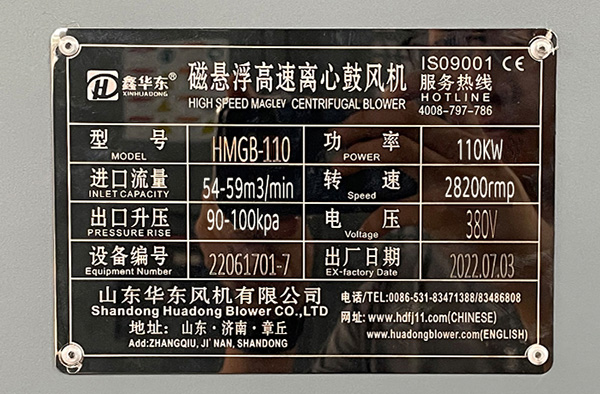 鑫华东®
XINHUADONG
磁悬浮高速离心鼓风机
HIGH SPEED MAGLEV CENTRIFUGAL BLOWER
ISO9001 CE
服务热线
HOTLINE
4008-797-786
型号 HMGB-110 功率 110KW
MODEL POWER
进口流量 54-59m3/min 转速 28200rmp
INLET CAPACITY Speed
出口升压 90-100kpa 电压 380V
PRESSURE RISE Voltage
设备编号 22061701-7 出厂日期 2022.07.03
Equipment Number EX-factory Date
山东华东风机有限公司
Shandong Huadong Blower CO.,LTD
地址: 山东·济南·章丘
Add:ZHANGQIU, JI' NAN, SHANDONG
电话/TEL:0086-531-83471388/83486808
网址: www.hdfj11.com(CHINESE)
www.huadongblower.com(ENGLISH)